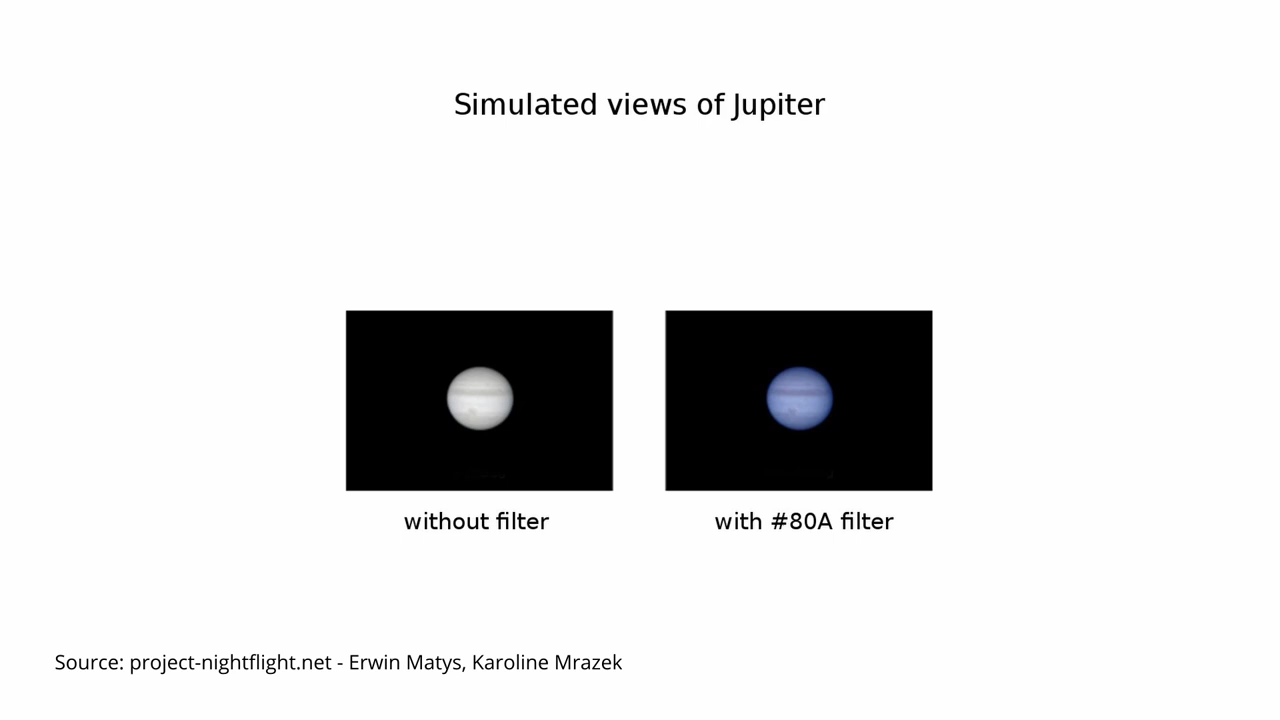 Simulated views of Jupiter
without filter
with #80A filter
Source: project-nightflight.net - Erwin Matys, Karoline Mrazek